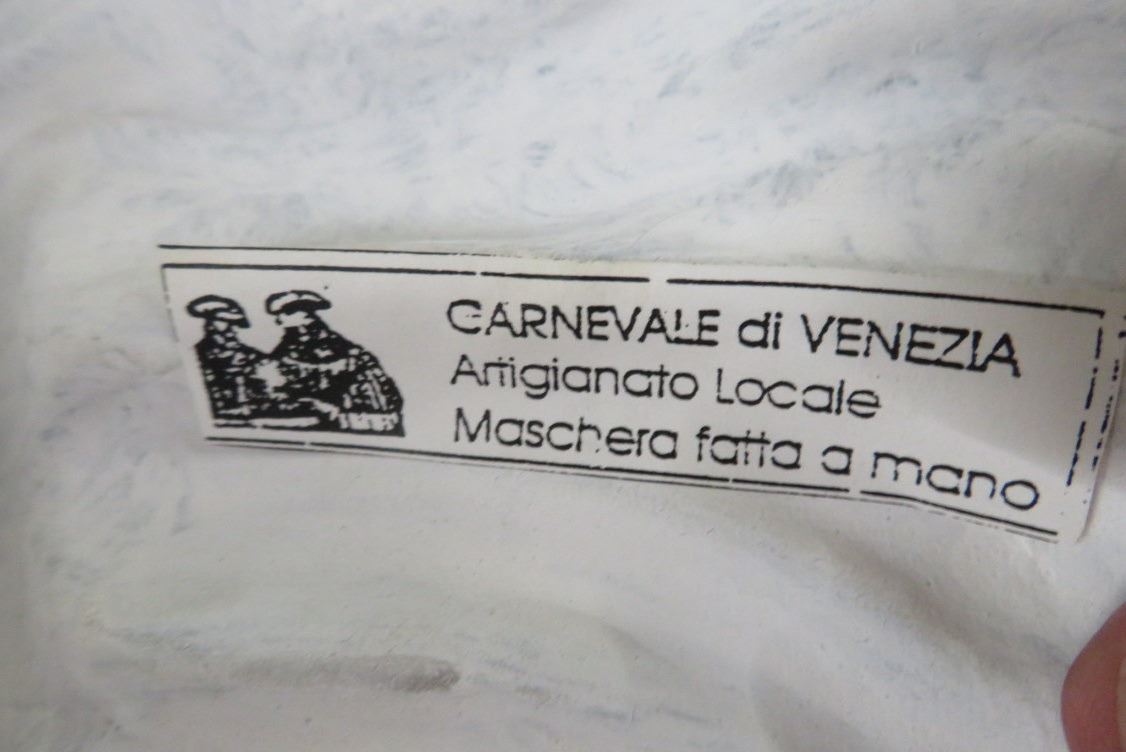 CARNEVALE di VENEZIA
Artigianato Locale
Maschera fatta a mano